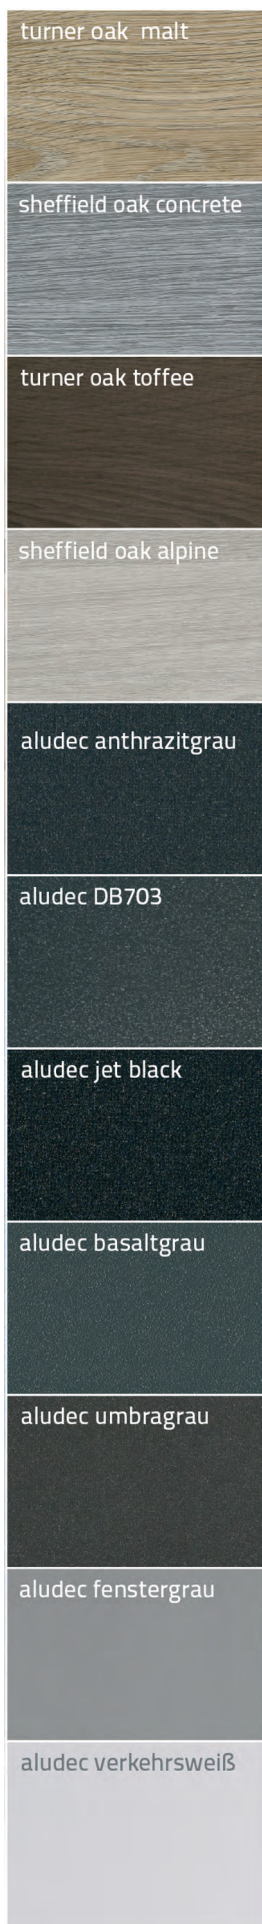 turner oak malt
sheffield oak concrete
turner oak toffee
sheffield oak alpine
aludec anthrazitgrau
aludec DB703
aludec jet black
aludec basaltgrau
aludec umbragrau
aludec fenstergrau
aludec verkehrsweiß